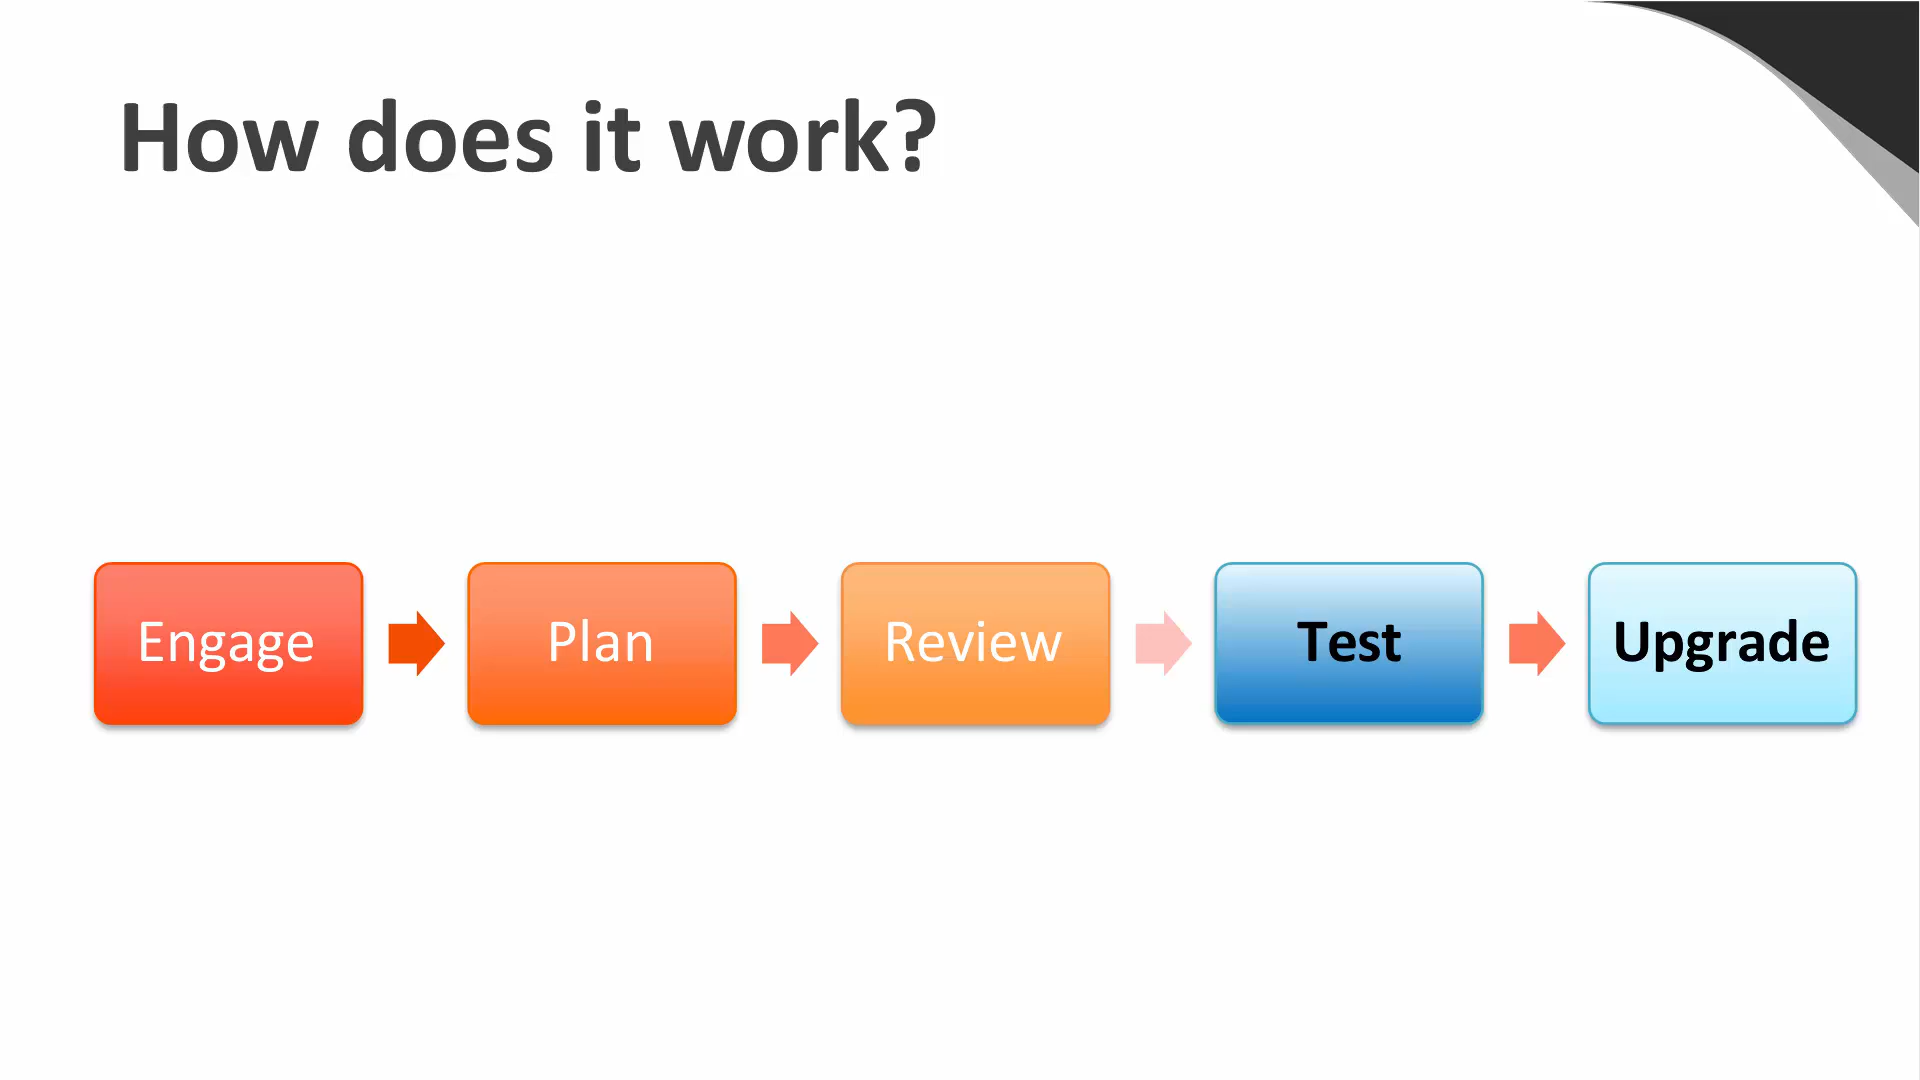 How does it work?
Engage
Plan
Review
Test
Upgrade